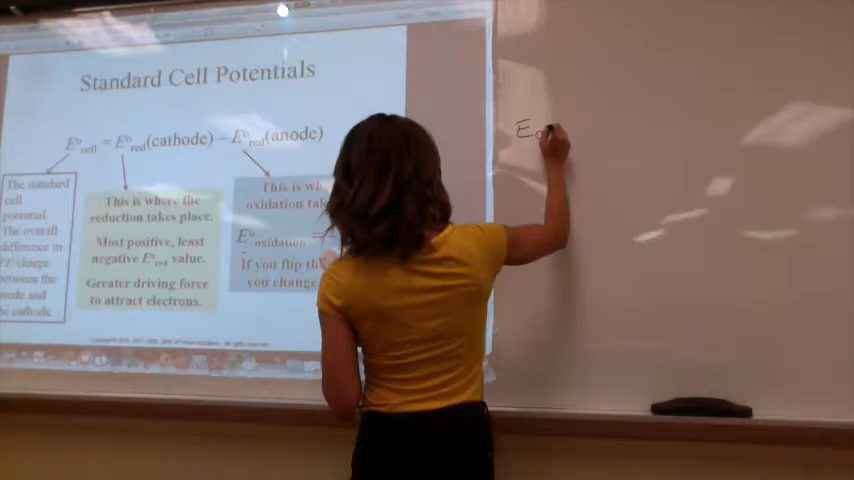 Standard Cell Potentials
E°cell = E°red(cathode) – E°red(anode)
The standard
cell
potential.
The overall
difference in
charge
between the
and
cathode
This is where the
reduction takes place.
Most positive, least
negative E°red value.
Greater driving force
to attract electrons.
This is
oxidation
E°oxidation =
If you flip
you change
Eo